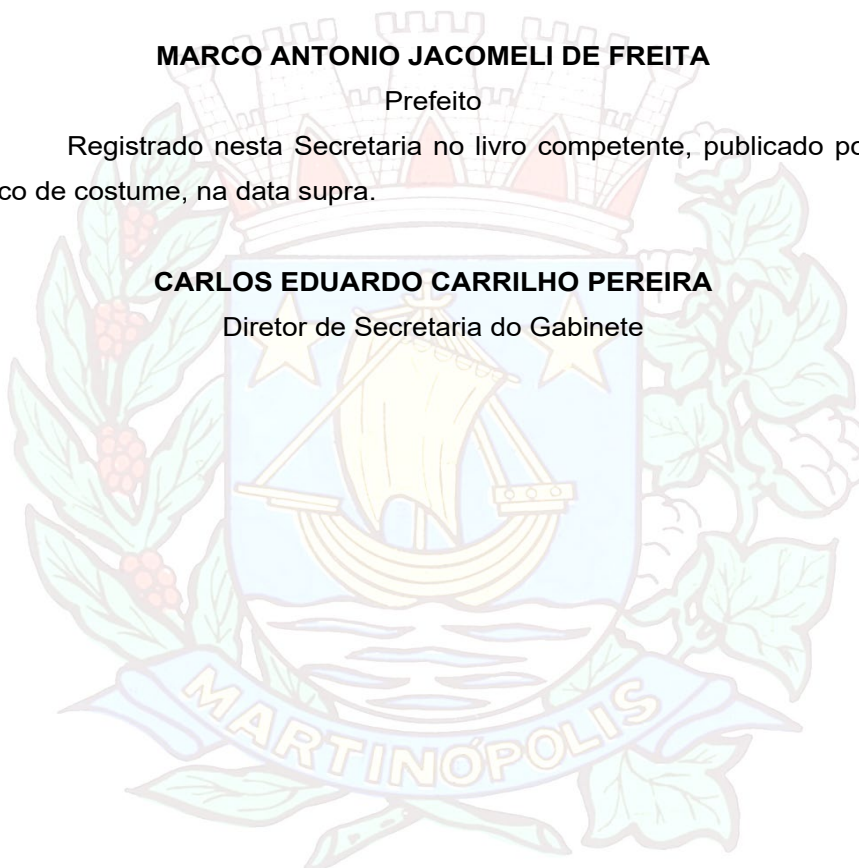 MARCO ANTONIO JACOMELI DE FREITA
Prefeito
Registrado nesta Secretaria no livro competente, publicado po
co de costume, na data supra.
CARLOS EDUARDO CARRILHO PEREIRA
Diretor de Secretaria do Gabinete
MARTINÓPOLIS